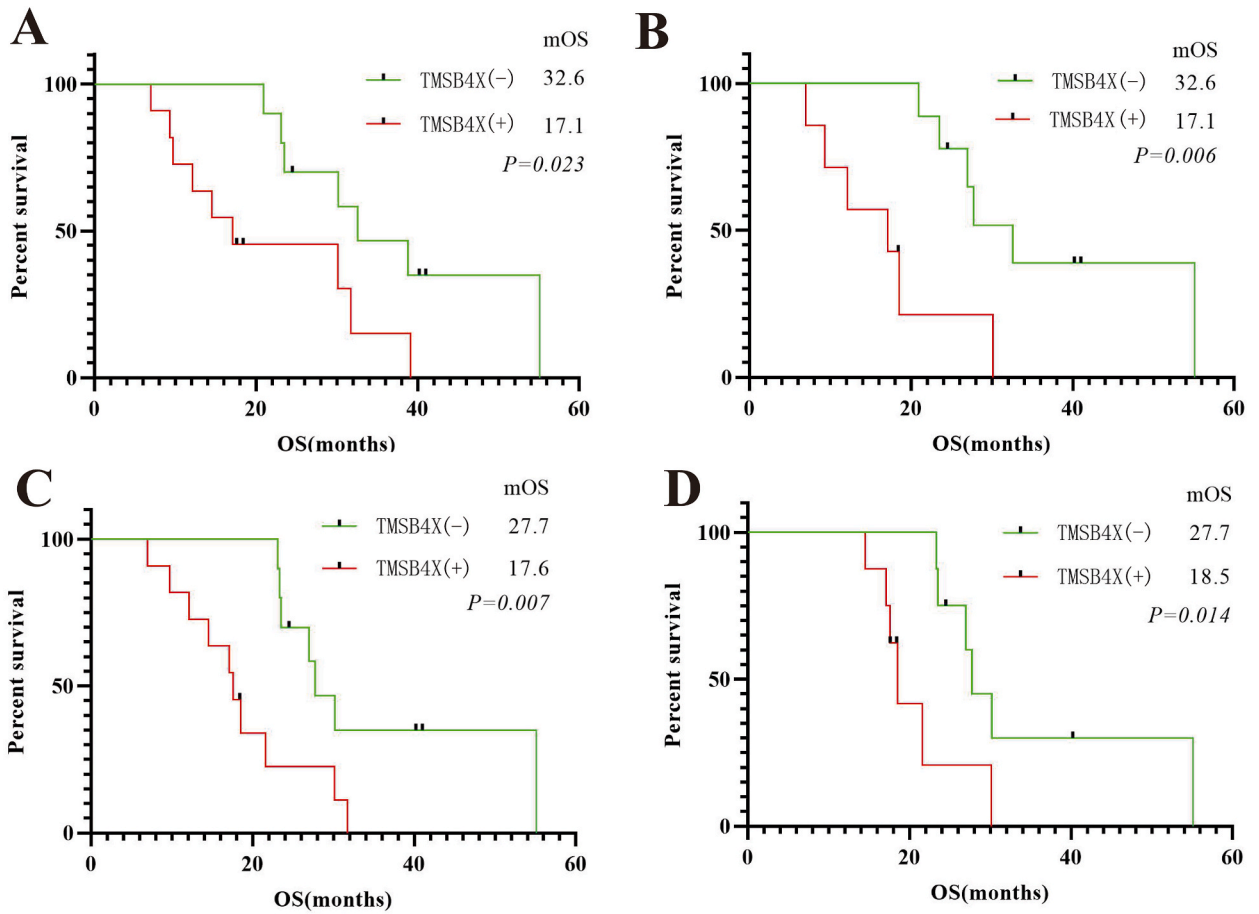 A
mOS
TMSB4X(-) 32.6
TMSB4X(+) 17.1
P=0.023
100
50
0
Percent survival
0 20 40 60
OS(months)
B
mOS
TMSB4X(-) 32.6
TMSB4X(+) 17.1
P=0.006
100
50
0
Percent survival
0 20 40 60
OS(months)
C
mOS
TMSB4X(-) 27.7
TMSB4X(+) 17.6
P=0.007
100
50
0
Percent survival
0 20 40 60
OS(months)
D
mOS
TMSB4X(-) 27.7
TMSB4X(+) 18.5
P=0.014
100
50
0
Percent survival
0 20 40 60
OS(months)